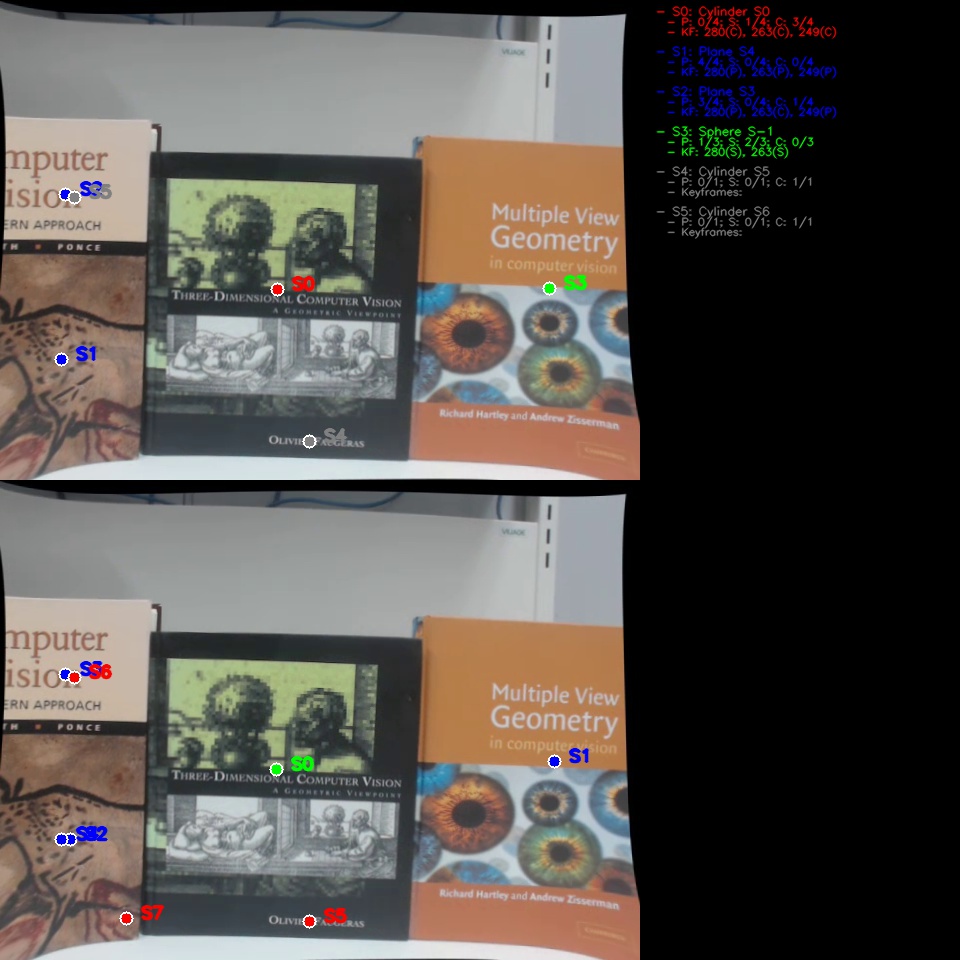 - S0: Cylinder S0
- P: 0/4; S: 1/4; C: 3/4
- KF: 280(C), 263(C), 249(C)
- S1: Plane S4
- P: 4/4; S: 0/4; C: 0/4
- KF: 280(P), 263(P), 249(P)
- S2: Plane S3
- P: 3/4; S: 0/4; C: 1/4
- KF: 280(P), 263(C), 249(P)
- S3: Sphere S-1
- P: 1/3; S: 2/3; C: 0/3
- KF: 280(S), 263(S)
- S4: Cylinder S5
- P: 0/1; S: 0/1; C: 1/1
- Keyframes:
- S5: Cylinder S6
- P: 0/1; S: 0/1; C: 1/1
- Keyframes:
mputer
ision
ERN APPROACH
TH PONCE
S1
S0
THREE-DIMENSIONAL COMPUTER VISION
A GEOMETRIC VIEWPOINT
S4
OLIVIER FAUGERAS
Multiple View
Geometry
in computer vision
S3
Richard Hartley and Andrew Zisserman
mputer
ision
S6
ERN APPROACH
TH PONCE
S7
S0
THREE-DIMENSIONAL COMPUTER VISION
A GEOMETRIC VIEWPOINT
S5
OLIVIER FAUGERAS
Multiple View
Geometry
in computer vision
S1
Richard Hartley and Andrew Zisserman